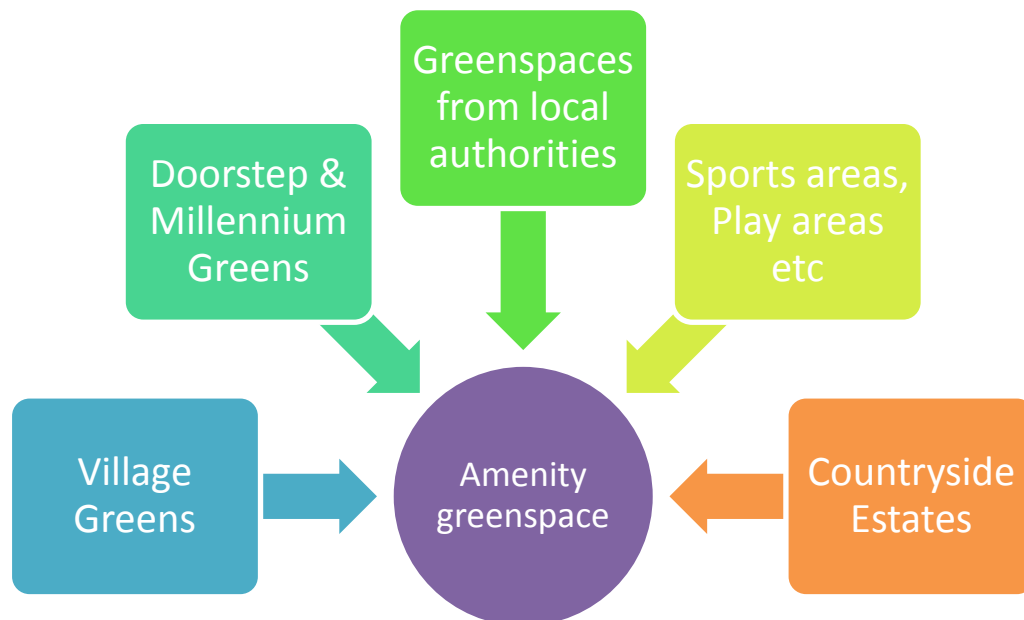 Greenspaces
from local
authorities
Doorstep &
Millennium
Greens
Sports areas,
Play areas
etc
Village
Greens
Amenity
greenspace
Countryside
Estates